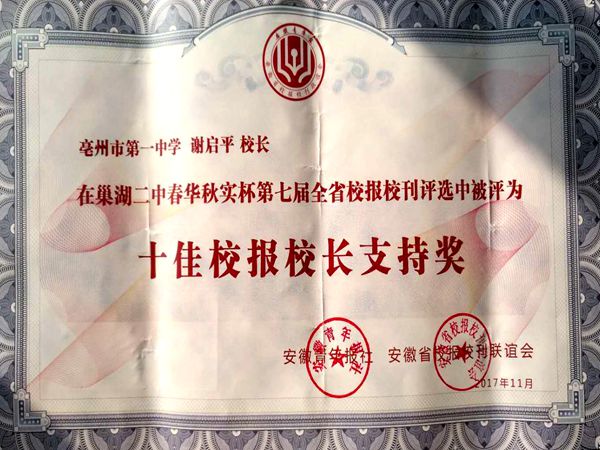 亳州市第一中学 谢启平 校长
在巢湖二中春华秋实杯第七届全省校报校刊评选中被评为
十佳校报校长支持奖
安徽青年报社 安徽省校报校刊联谊会
2017年11月